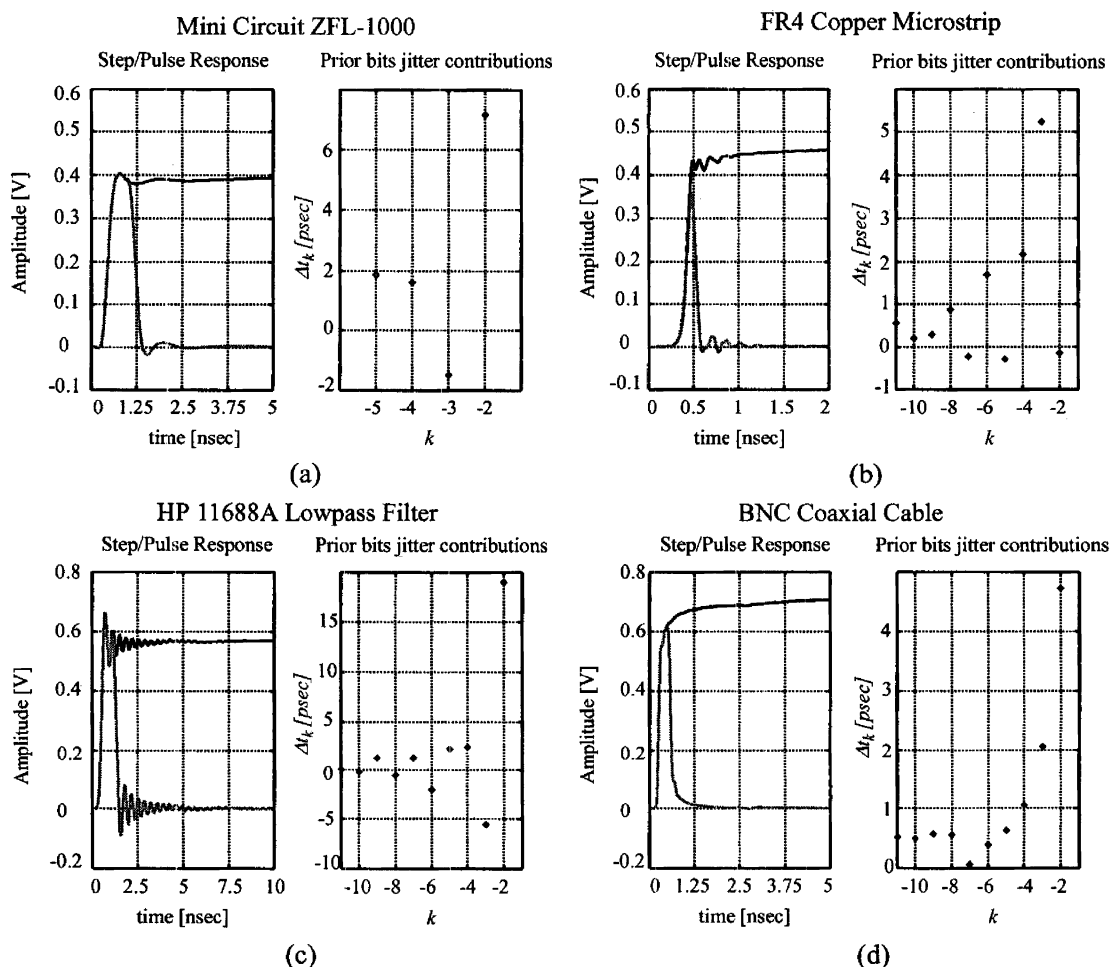 Mini Circuit ZFL-1000
Step/Pulse Response
Prior bits jitter contributions
Amplitude [V]
0.6
0.5
0.4
0.3
0.2
0.1
0
-0.1
0 1.25 2.5 3.75 5
time [nsec]
Δt_k [psec]
6
4
2
0
-2
-5 -4 -3 -2
k
(a)
FR4 Copper Microstrip
Step/Pulse Response
Prior bits jitter contributions
Amplitude [V]
0.6
0.5
0.4
0.3
0.2
0.1
0
-0.1
0 0.5 1 1.5 2
time [nsec]
Δt_k [psec]
5
4
3
2
1
0
-1
-10 -8 -6 -4 -2
k
(b)
HP 11688A Lowpass Filter
Step/Pulse Response
Prior bits jitter contributions
Amplitude [V]
0.8
0.6
0.4
0.2
0
-0.2
0 2.5 5 7.5 10
time [nsec]
Δt_k [psec]
15
10
5
0
-5
-10
-10 -8 -6 -4 -2
k
(c)
BNC Coaxial Cable
Step/Pulse Response
Prior bits jitter contributions
Amplitude [V]
0.8
0.6
0.4
0.2
0
-0.2
0 1.25 2.5 3.75 5
time [nsec]
Δt_k [psec]
4
2
1
0
-10 -8 -6 -4 -2
k
(d)